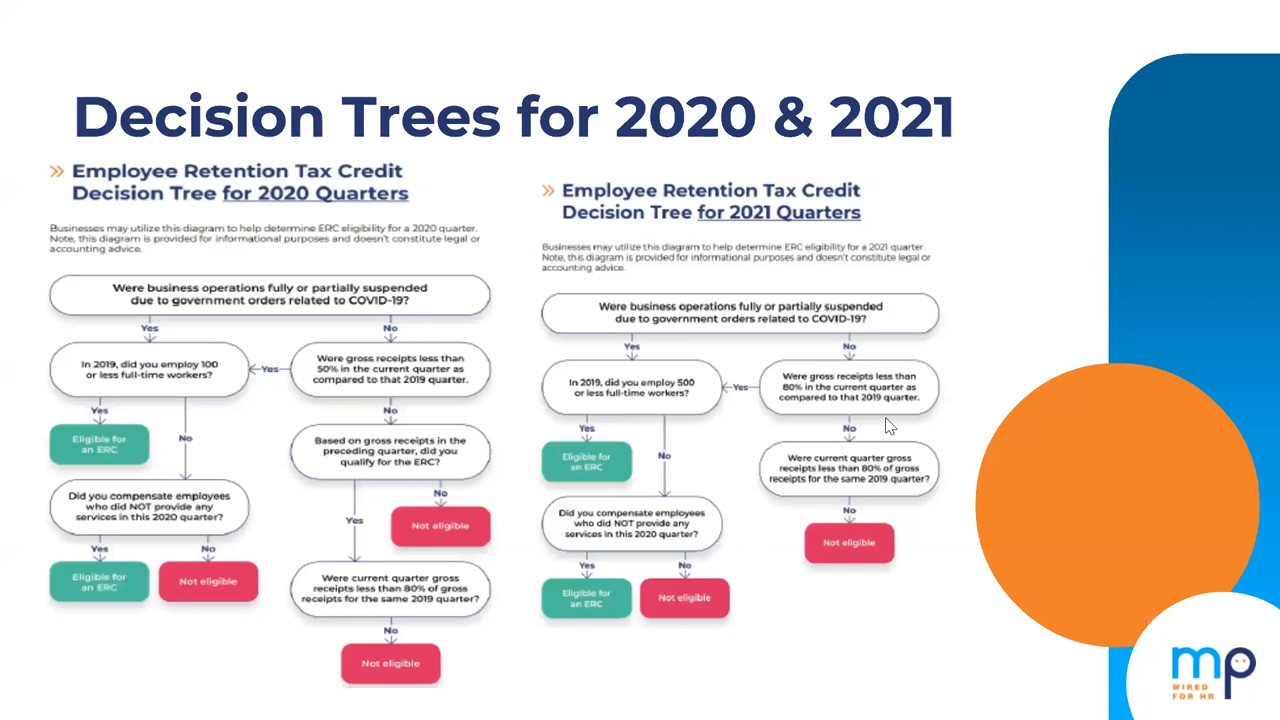 Decision Trees for 2020 & 2021
Employee Retention Tax Credit
Decision Tree for 2020 Quarters
Businesses may utilize this diagram to help determine ERC eligibility for a 2020 quarter.
Note, this diagram is provided for informational purposes and doesn't constitute legal or
accounting advice.
Were business operations fully or partially suspended
due to government orders related to COVID-19?
Yes
No
In 2019, did you employ 100
or less full-time workers?
Yes
Were gross receipts less than
50% in the current quarter as
compared to that 2019 quarter.
Yes
No
No
Eligible for
an ERC
Based on gross receipts in the
preceding quarter, did you
qualify for the ERC?
Did you compensate employees
who did NOT provide any
services in this 2020 quarter?
Yes
No
Not eligible
Yes
No
Eligible for
an ERC
Not eligible
Were current quarter gross
receipts less than 80% of gross
receipts for the same 2019 quarter?
No
Not eligible
Employee Retention Tax Credit
Decision Tree for 2021 Quarters
Businesses may utilize this diagram to help determine ERC eligibility for a 2021 quarter.
Note, this diagram is provided for informational purposes and doesn't constitute legal or
accounting advice.
Were business operations fully or partially suspended
due to government orders related to COVID-19?
Yes
No
In 2019, did you employ 500
or less full-time workers?
Yes
Were gross receipts less than
80% in the current quarter as
compared to that 2019 quarter.
Yes
No
No
Eligible for
an ERC
Were current quarter gross
receipts less than 80% of gross
receipts for the same 2019 quarter?
Did you compensate employees
who did NOT provide any
services in this 2020 quarter?
No
Not eligible
Yes
No
Eligible for
an ERC
Not eligible
mp
WIRED
FOR HR